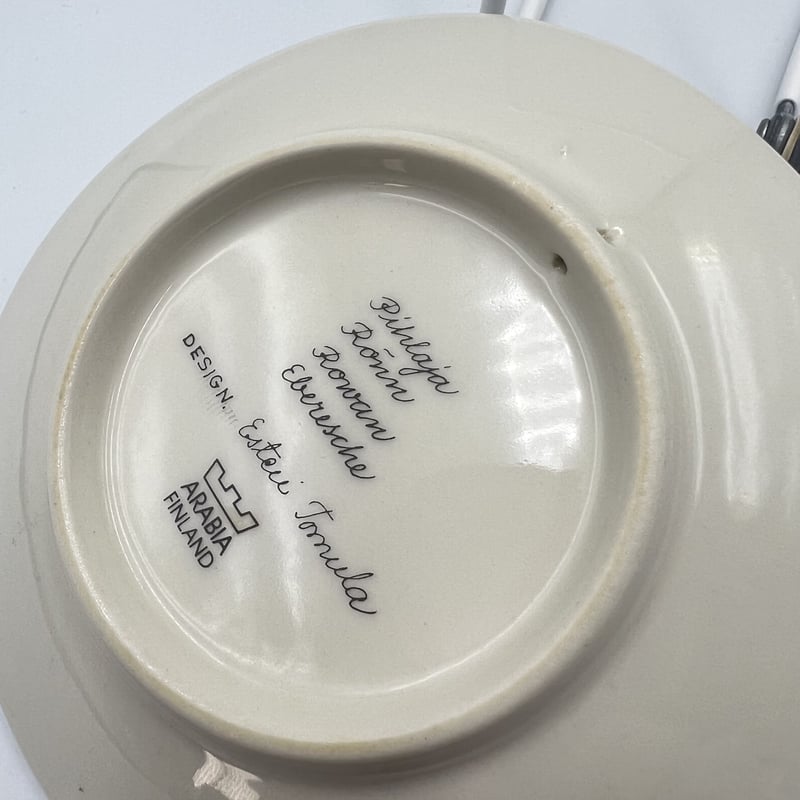 Pihlaja
Rönn
Rowan
Eberesche
DESIGN. Esteri Tomula
ARABIA
FINLAND